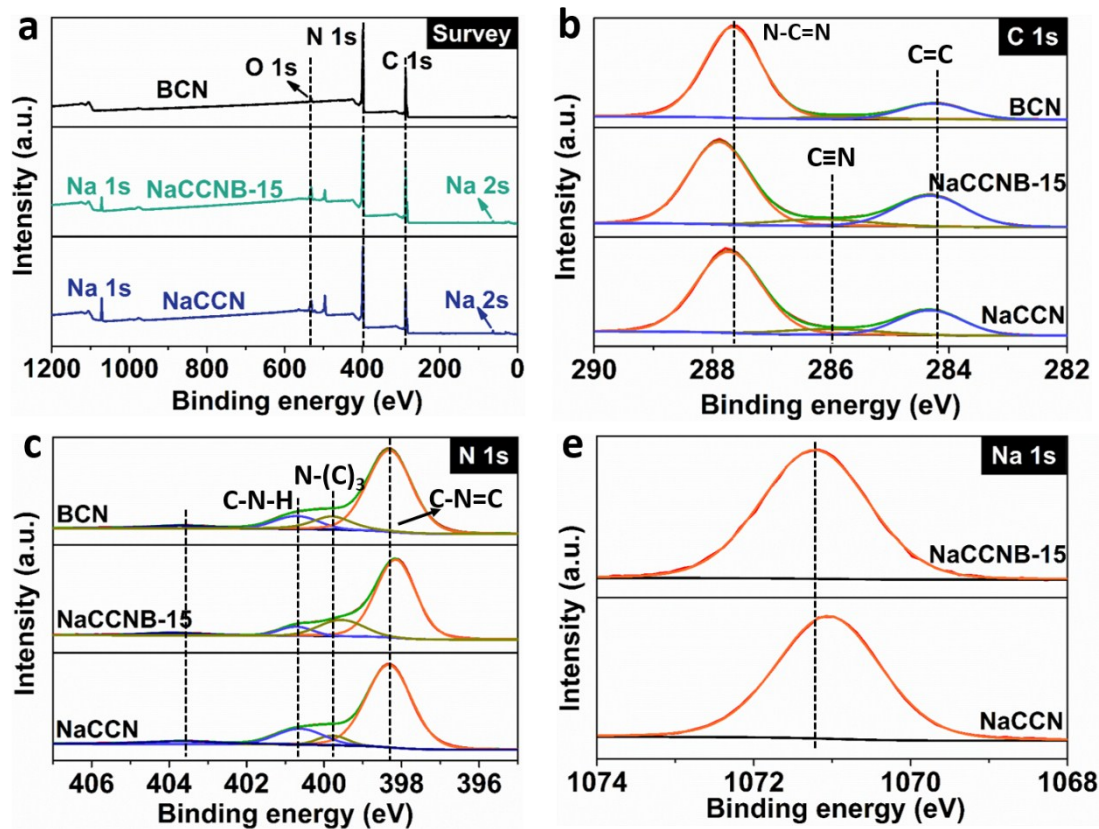 a
Survey
N 1s
O 1s
C 1s
BCN
Na 1s
NaCCNB-15
Na 2s
Na 1s
NaCCN
Na 2s
Intensity (a.u.)
1200 1000 800 600 400 200 0
Binding energy (eV)
b
N-C=N
C 1s
C=C
BCN
C≡N
NaCCNB-15
NaCCN
Intensity (a.u.)
290 288 286 284 282
Binding energy (eV)
c
N 1s
N-(C)₃
C-N-H
C-N=C
BCN
NaCCNB-15
NaCCN
Intensity (a.u.)
406 404 402 400 398 396
Binding energy (eV)
e
Na 1s
NaCCNB-15
NaCCN
Intensity (a.u.)
1074 1072 1070 1068
Binding energy (eV)